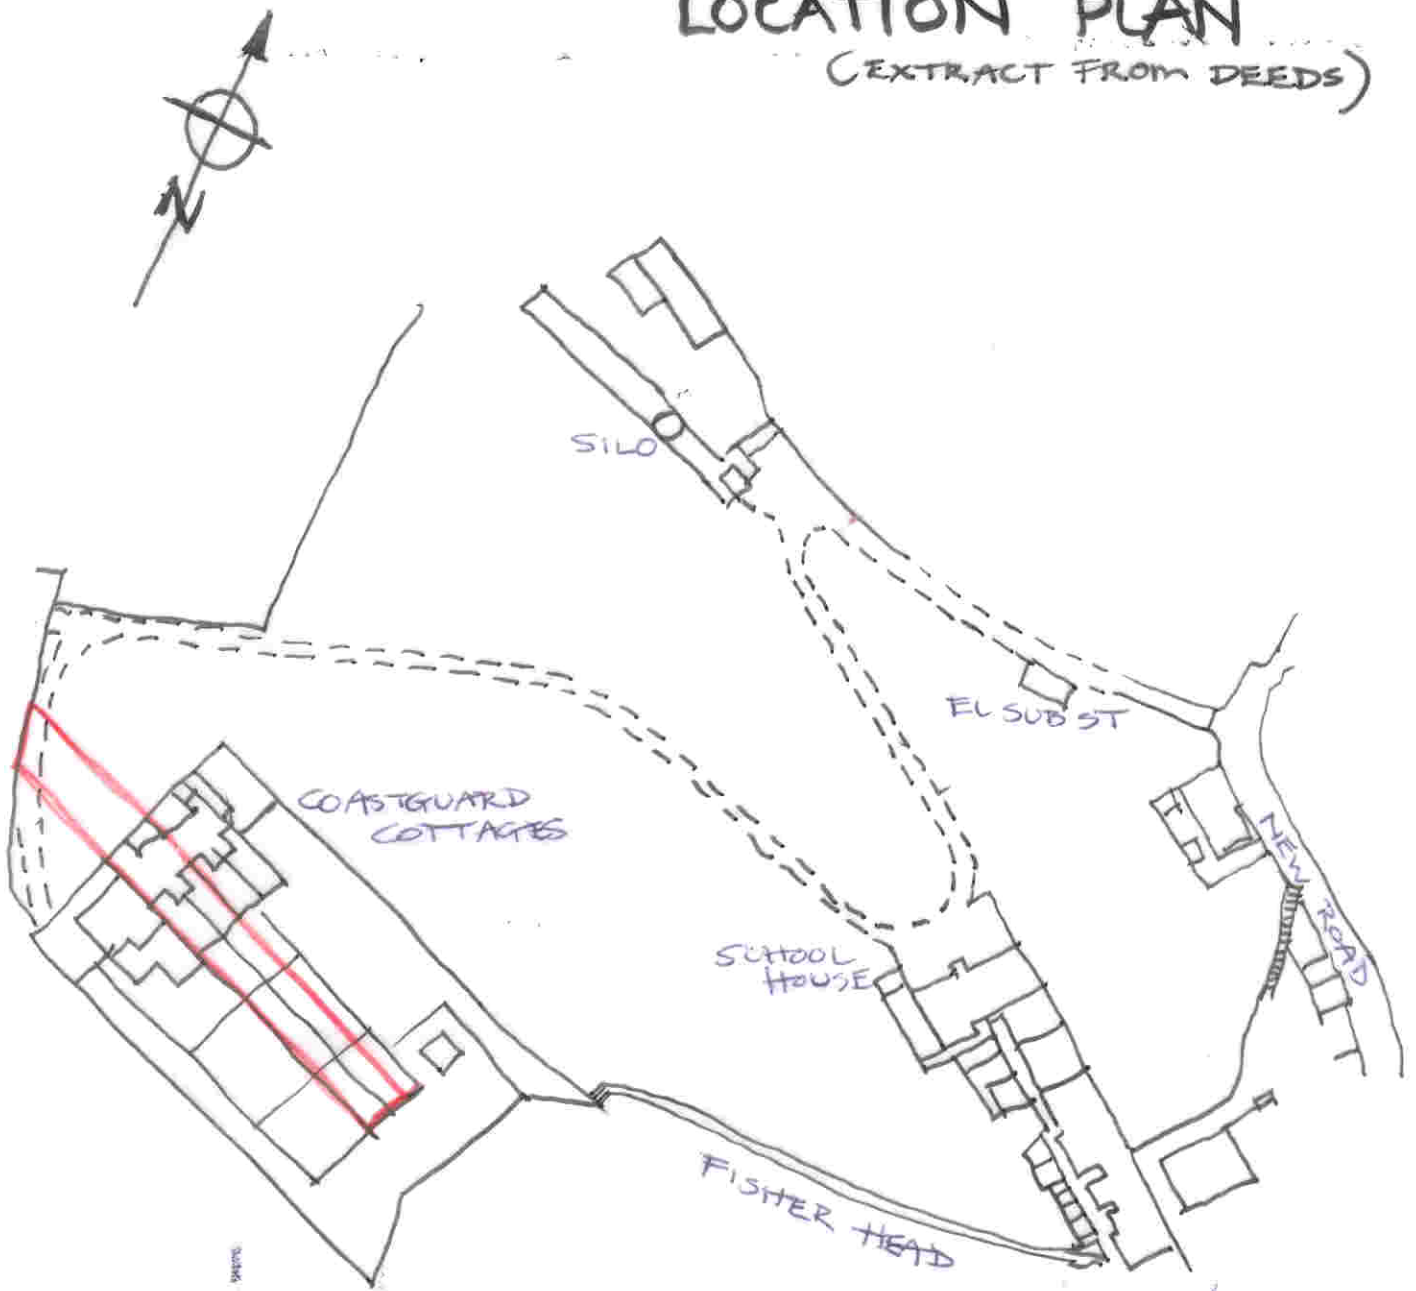 LOCATION PLAN
(EXTRACT FROM DEEDS)
N
SILO
EL SUB ST
COASTGUARD
COTTAGES
NEW ROAD
SCHOOL
HOUSE
FISHER HEAD